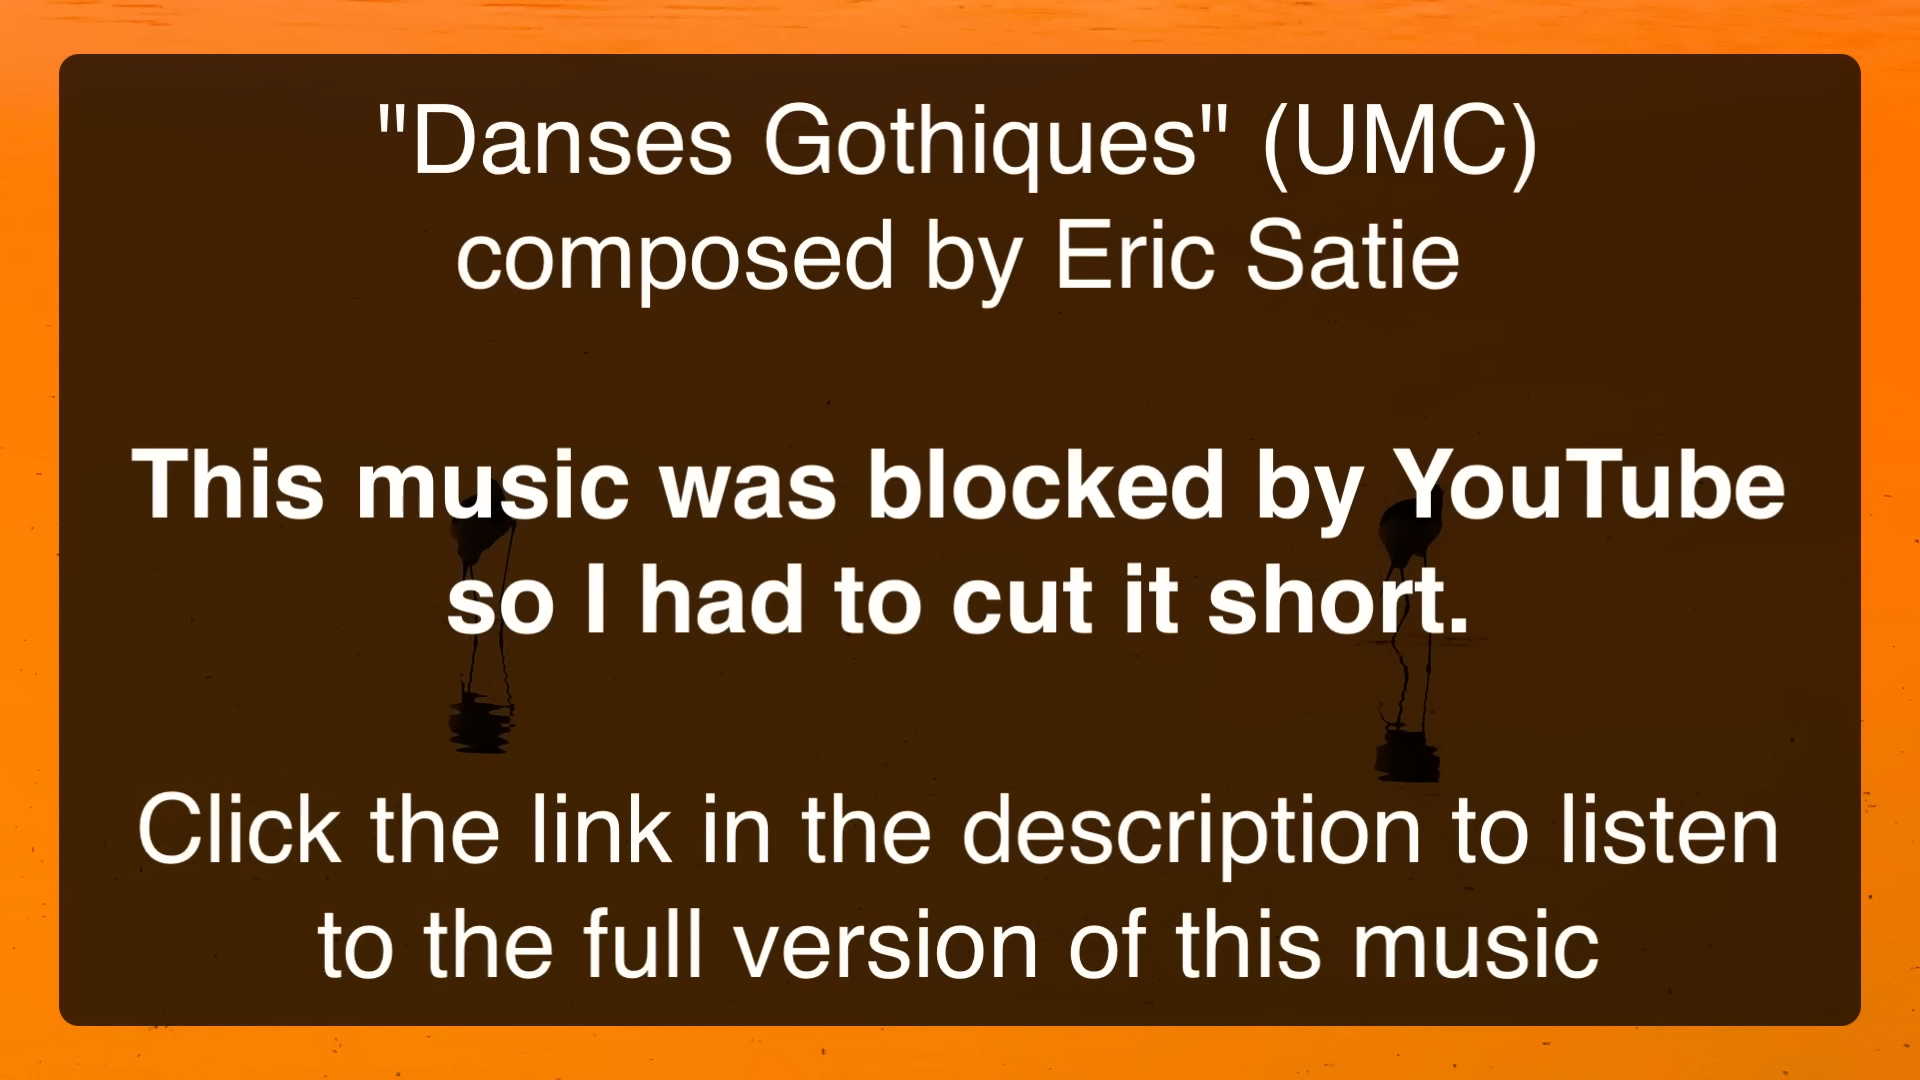 "Danses Gothiques" (UMC)
composed by Eric Satie
This music was blocked by YouTube
so I had to cut it short.
Click the link in the description to listen
to the full version of this music